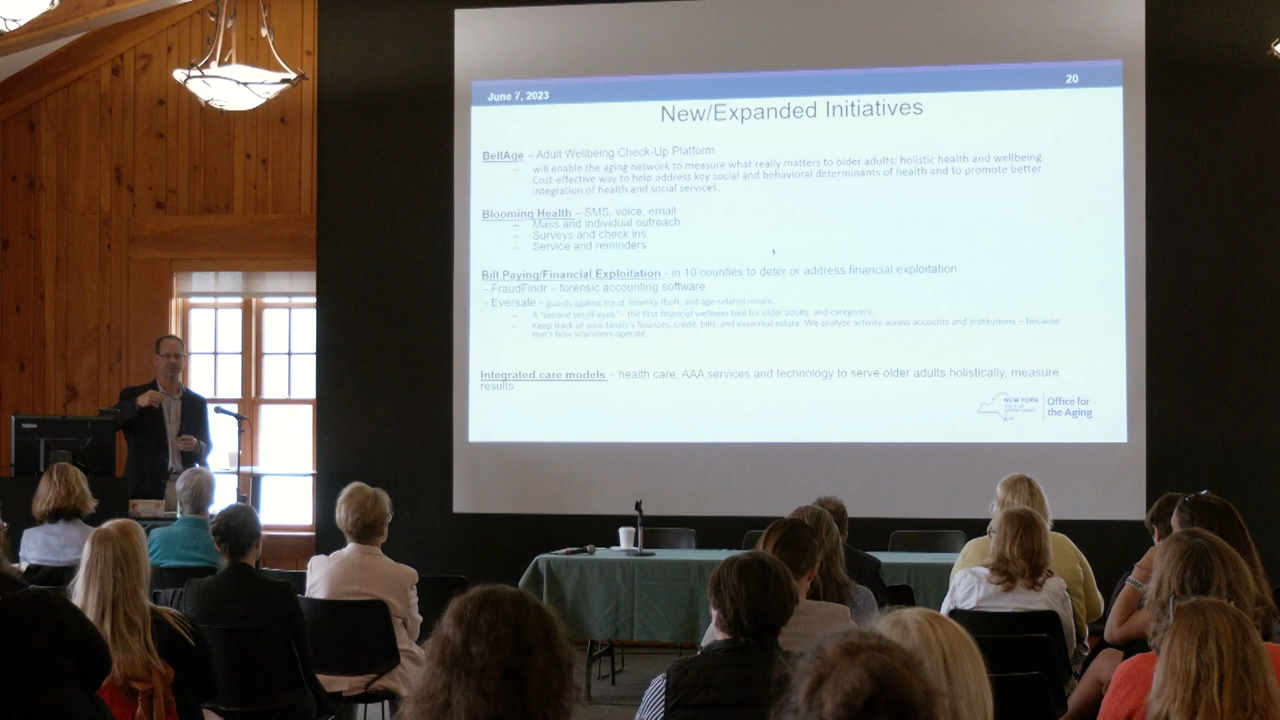 June 7, 2023
20
New/Expanded Initiatives
BellAge – Adult Wellbeing Check-Up Platform
– will enable the aging network to measure what really matters to older adults: holistic health and wellbeing.
Cost-effective way to help address key social and behavioral determinants of health and to promote better
integration of health and social services.
Blooming Health – SMS, voice, email
– Mass and individual outreach
– Surveys and check ins
– Service and reminders
Bill Paying/Financial Exploitation - in 10 counties to deter or address financial exploitation
- FraudFindr – forensic accounting software
- Eversafe – guards against fraud, identity theft, and age-related issues.
– A "second set of eyes," - the first financial wellness tool for older adults and caregivers.
– Keep track of your family's finances, credit, bills, and even real estate. We analyze activity across accounts and institutions – because
that's how scammers operate.
Integrated care models – health care, AAA services and technology to serve older adults holistically, measure
results
NEW YORK
STATE OF
OPPORTUNITY
Office for
the Aging